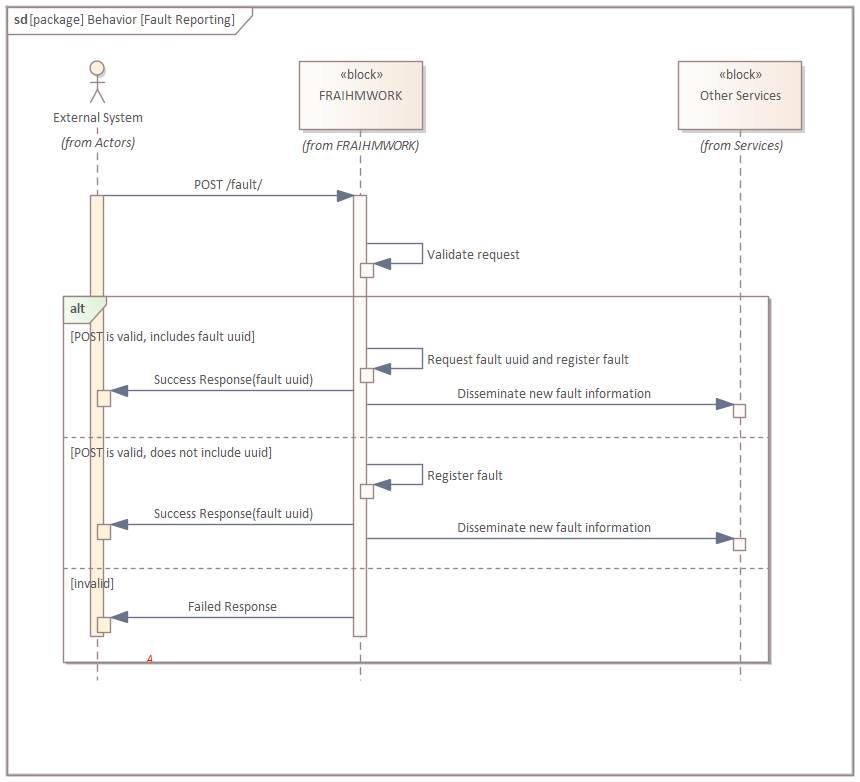 sd [package] Behavior [Fault Reporting]
«block»
FRAIHMWORK
«block»
Other Services
External System
(from Actors)
(from FRAIHMWORK)
(from Services)
POST /fault/
Validate request
alt
[POST is valid, includes fault uuid]
Request fault uuid and register fault
Success Response(fault uuid)
Disseminate new fault information
[POST is valid, does not include uuid]
Register fault
Success Response(fault uuid)
Disseminate new fault information
[invalid]
Failed Response
A